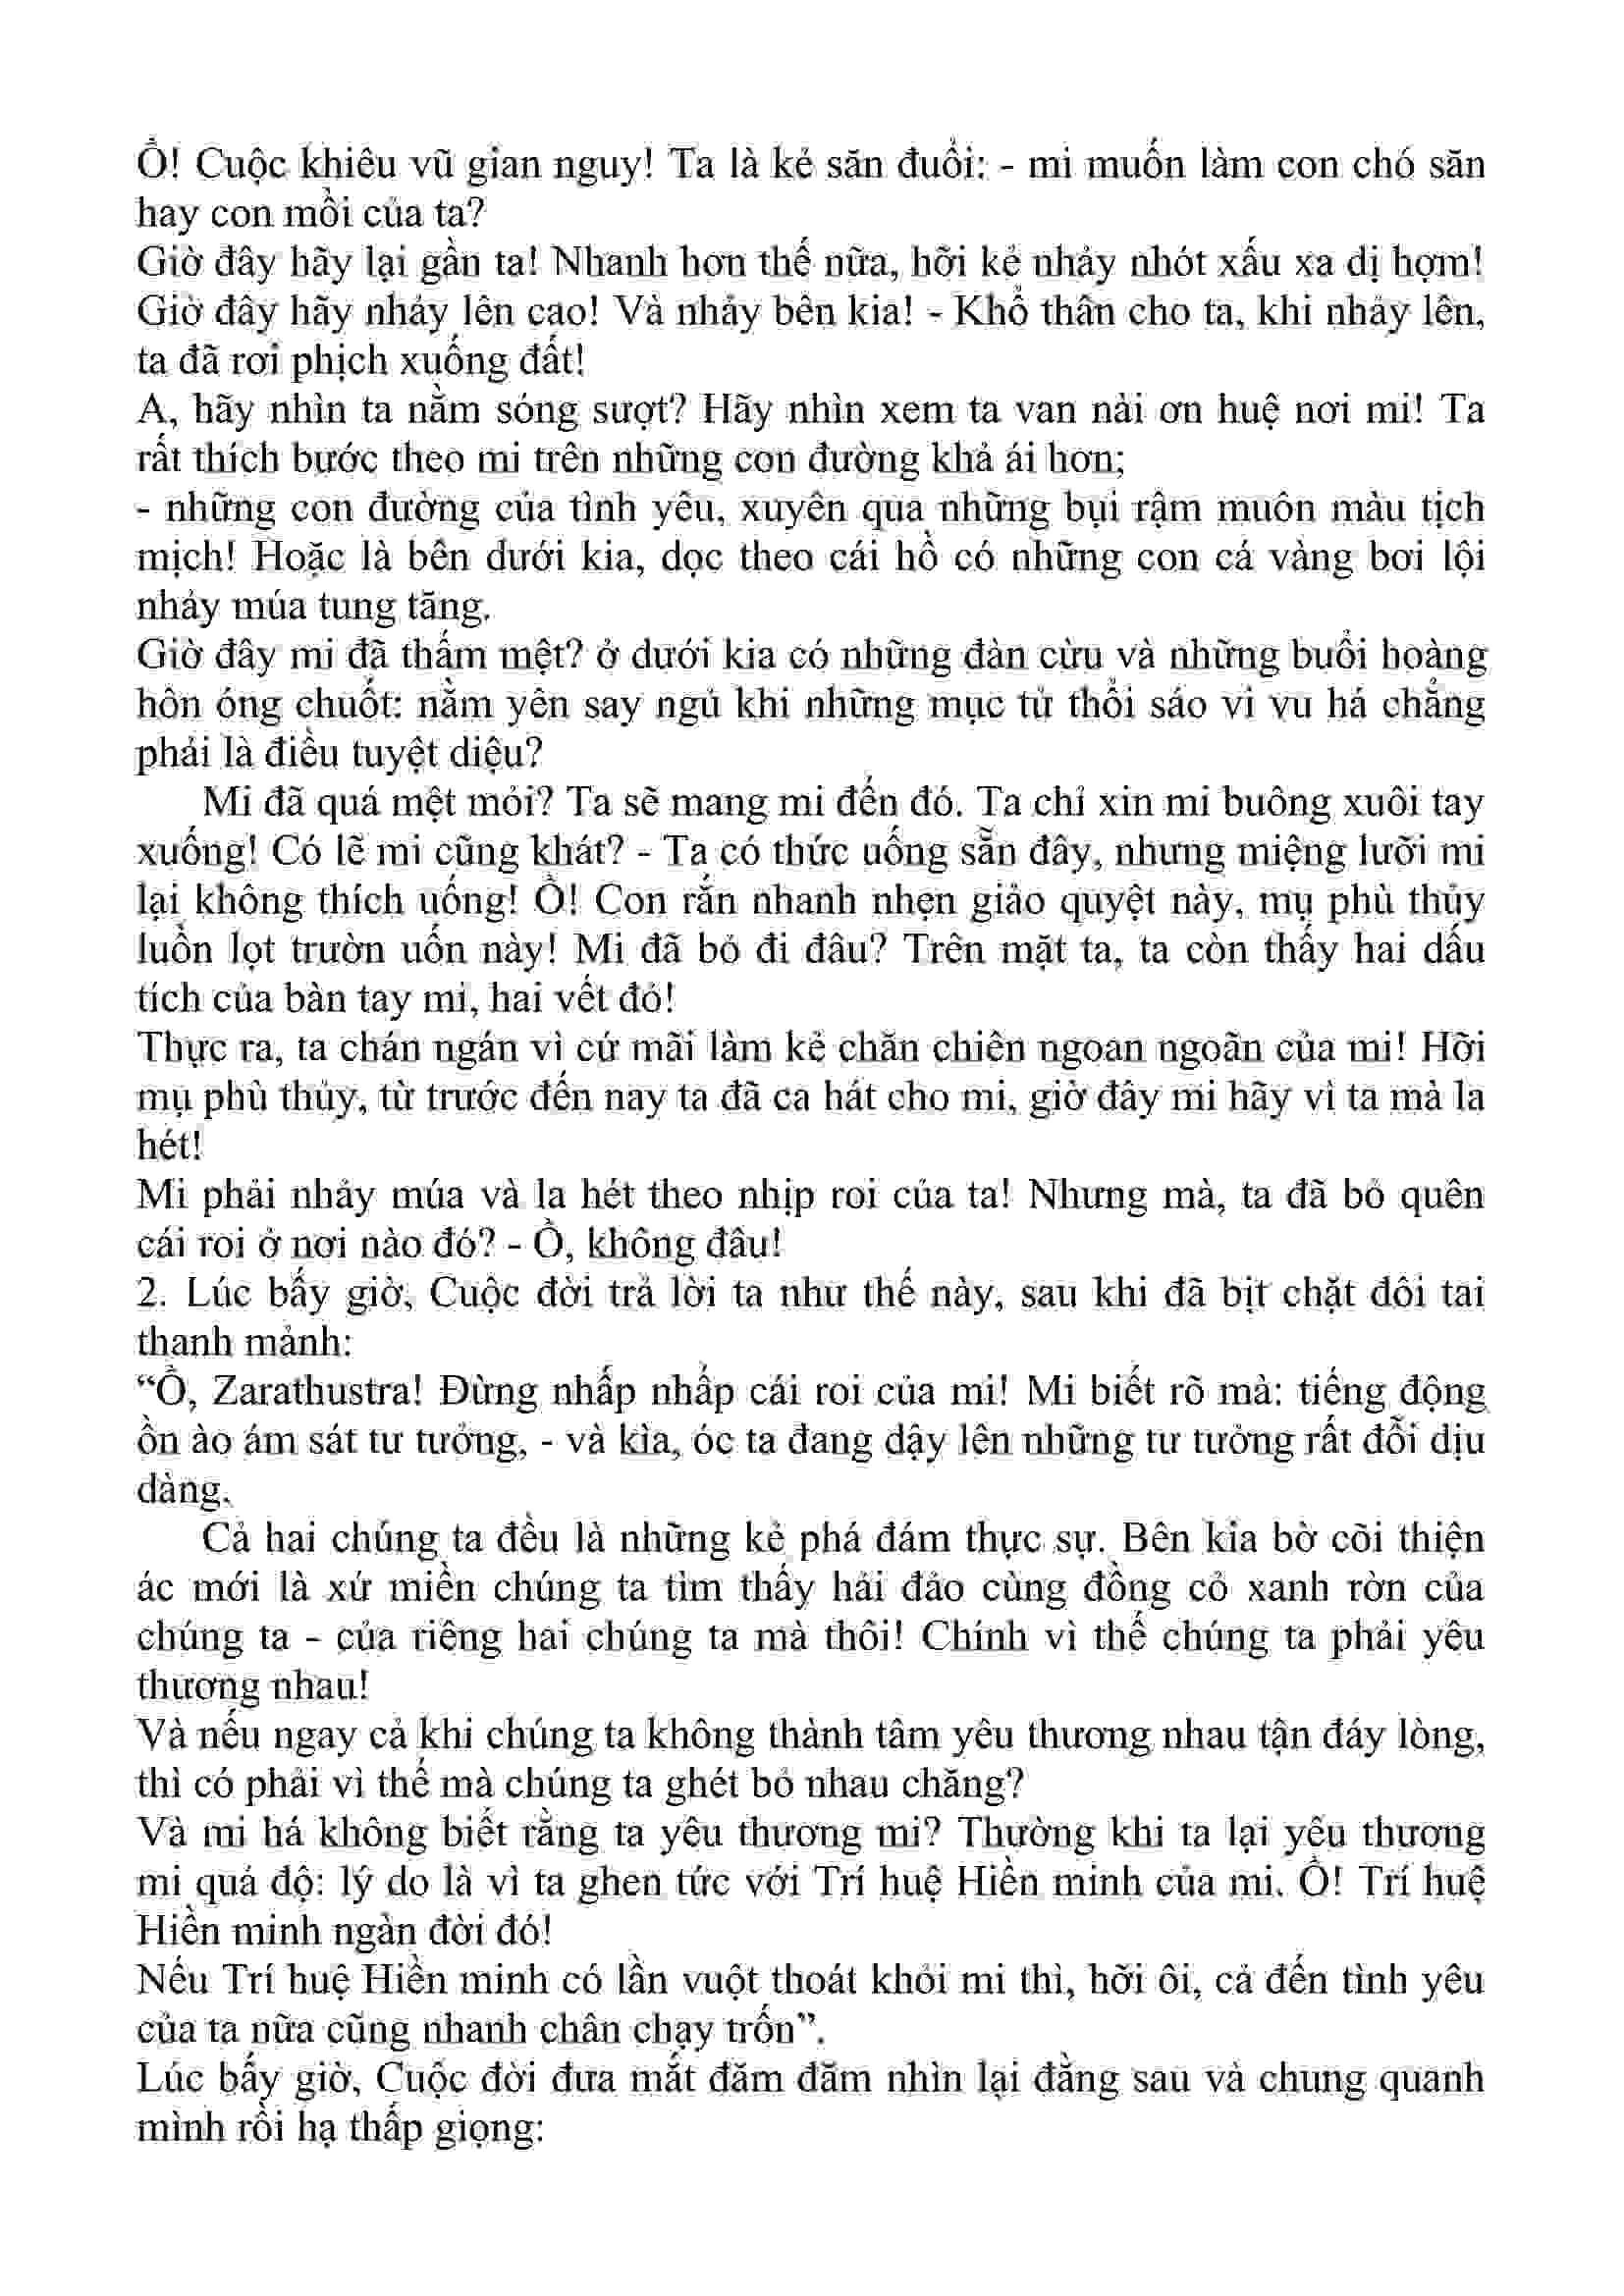 Ồ! Cuộc khiêu vũ gian nguy! Ta là kẻ săn đuổi: - mi muốn làm con chó săn
hay con mồi của ta?
Giờ đây hãy lại gần ta! Nhanh hơn thế nữa, hỡi kẻ nhảy nhót xấu xa dị hợm!
Giờ đây hãy nhảy lên cao! Và nhảy bên kia! - Khổ thân cho ta, khi nhảy lên,
ta đã rơi phịch xuống đất!
A, hãy nhìn ta nằm sóng sượt? Hãy nhìn xem ta van nài ơn huệ nơi mi! Ta
rất thích bước theo mi trên những con đường khả ái hơn;
- những con đường của tình yêu, xuyên qua những bụi rậm muôn màu tịch
mịch! Hoặc là bên dưới kia, dọc theo cái hồ có những con cá vàng bơi lội
nhảy múa tung tăng.
Giờ đây mi đã thấm mệt? ở dưới kia có những đàn cừu và những buổi hoàng
hôn óng chuốt: nằm yên say ngủ khi những mục tử thổi sáo vi vu há chẳng
phải là điều tuyệt diệu?
Mi đã quá mệt mỏi? Ta sẽ mang mi đến đó. Ta chỉ xin mi buông xuôi tay
xuống! Có lẽ mi cũng khát? - Ta có thức uống sẵn đây, nhưng miệng lưỡi mi
lại không thích uống! Ồ! Con rắn nhanh nhẹn giảo quyệt này, mụ phù thủy
luồn lọt trườn uốn này! Mi đã bỏ đi đâu? Trên mặt ta, ta còn thấy hai dấu
tích của bàn tay mi, hai vết đỏ!
Thực ra, ta chán ngán vì cứ mãi làm kẻ chăn chiên ngoan ngoãn của mi! Hỡi
mụ phù thủy, từ trước đến nay ta đã ca hát cho mi, giờ đây mi hãy vì ta mà la
hét!
Mi phải nhảy múa và la hét theo nhịp roi của ta! Nhưng mà, ta đã bỏ quên
cái roi ở nơi nào đó? - Ồ, không đâu!
2. Lúc bấy giờ, Cuộc đời trả lời ta như thế này, sau khi đã bịt chặt đôi tai
thanh mảnh:
“Ồ, Zarathustra! Đừng nhấp nhấp cái roi của mi! Mi biết rõ mà: tiếng động
ồn ào ám sát tư tưởng, - và kìa, óc ta đang dậy lên những tư tưởng rất đỗi dịu
dàng.
Cả hai chúng ta đều là những kẻ phá đám thực sự. Bên kia bờ cõi thiện
ác mới là xứ miền chúng ta tìm thấy hải đảo cùng đồng cỏ xanh rờn của
chúng ta - của riêng hai chúng ta mà thôi! Chính vì thế chúng ta phải yêu
thương nhau!
Và nếu ngay cả khi chúng ta không thành tâm yêu thương nhau tận đáy lòng,
thì có phải vì thế mà chúng ta ghét bỏ nhau chăng?
Và mi há không biết rằng ta yêu thương mi? Thường khi ta lại yêu thương
mi quá độ: lý do là vì ta ghen tức với Trí huệ Hiền minh của mi. Ồ! Trí huệ
Hiền minh ngàn đời đó!
Nếu Trí huệ Hiền minh có lần vuột thoát khỏi mi thì, hỡi ôi, cả đến tình yêu
của ta nữa cũng nhanh chân chạy trốn”.
Lúc bấy giờ, Cuộc đời đưa mắt đăm đăm nhìn lại đằng sau và chung quanh
mình rồi hạ thấp giọng: